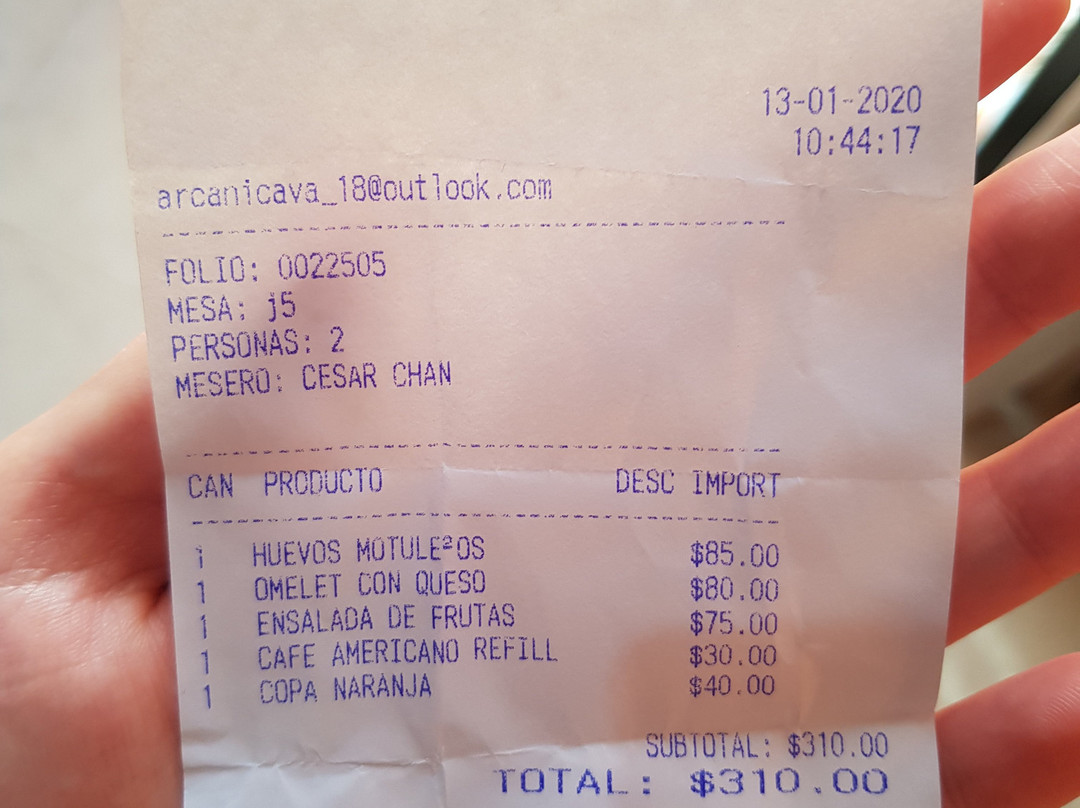 13-01-2020
10:44:17
arcanicava_18@outlook.com
FOLIO: 0022505
MESA: j5
PERSONAS: 2
MESERO: CESAR CHAN
CAN PRODUCTO DESC IMPORT
1 HUEVOS MOTULE²OS $85.00
1 OMELET CON QUESO $80.00
1 ENSALADA DE FRUTAS $75.00
1 CAFE AMERICANO REFILL $30.00
1 COPA NARANJA $40.00
SUBTOTAL: $310.00
TOTAL: $310.00